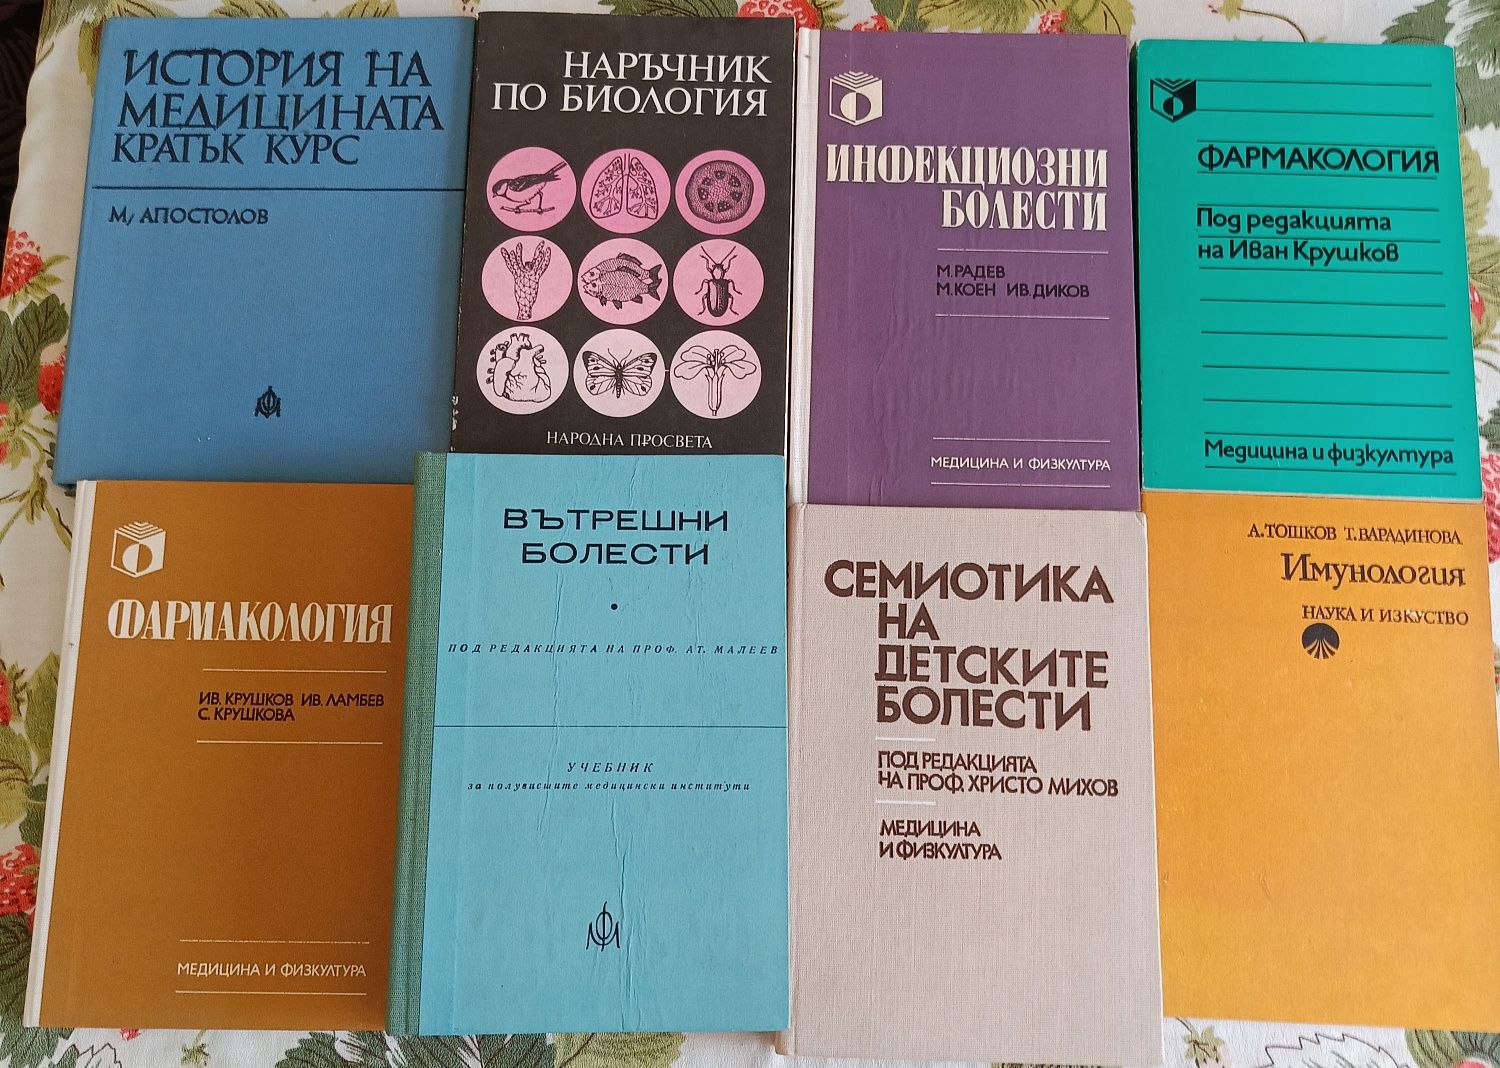 ИСТОРИЯ НА
МЕДИЦИНАТА
КРАТЪК КУРС
М. АПОСТОЛОВ
НАРЪЧНИК
ПО БИОЛОГИЯ
НАРОДНА ПРОСВЕТА
ИНФЕКЦИОЗНИ
БОЛЕСТИ
М. РАДЕВ
М. КОЕН ИВ. ДИКОВ
МЕДИЦИНА И ФИЗКУЛТУРА
ФАРМАКОЛОГИЯ
Под редакцията
на Иван Крушков
Медицина и физкултура
ФАРМАКОЛОГИЯ
ИВ. КРУШКОВ ИВ. ЛАМБЕВ
С. КРУШКОВА
МЕДИЦИНА И ФИЗКУЛТУРА
ВЪТРЕШНИ
БОЛЕСТИ
ПОД РЕДАКЦИЯТА НА ПРОФ. АТ. МАЛЕЕВ
УЧЕБНИК
за полувисшите медицински институти
СЕМИОТИКА
НА
ДЕТСКИТЕ
БОЛЕСТИ
ПОД РЕДАКЦИЯТА
НА ПРОФ. ХРИСТО МИХОВ
МЕДИЦИНА
И ФИЗКУЛТУРА
А. ТОШКОВ Т. ВАРАДИНОВА
Имунология
НАУКА И ИЗКУСТВО